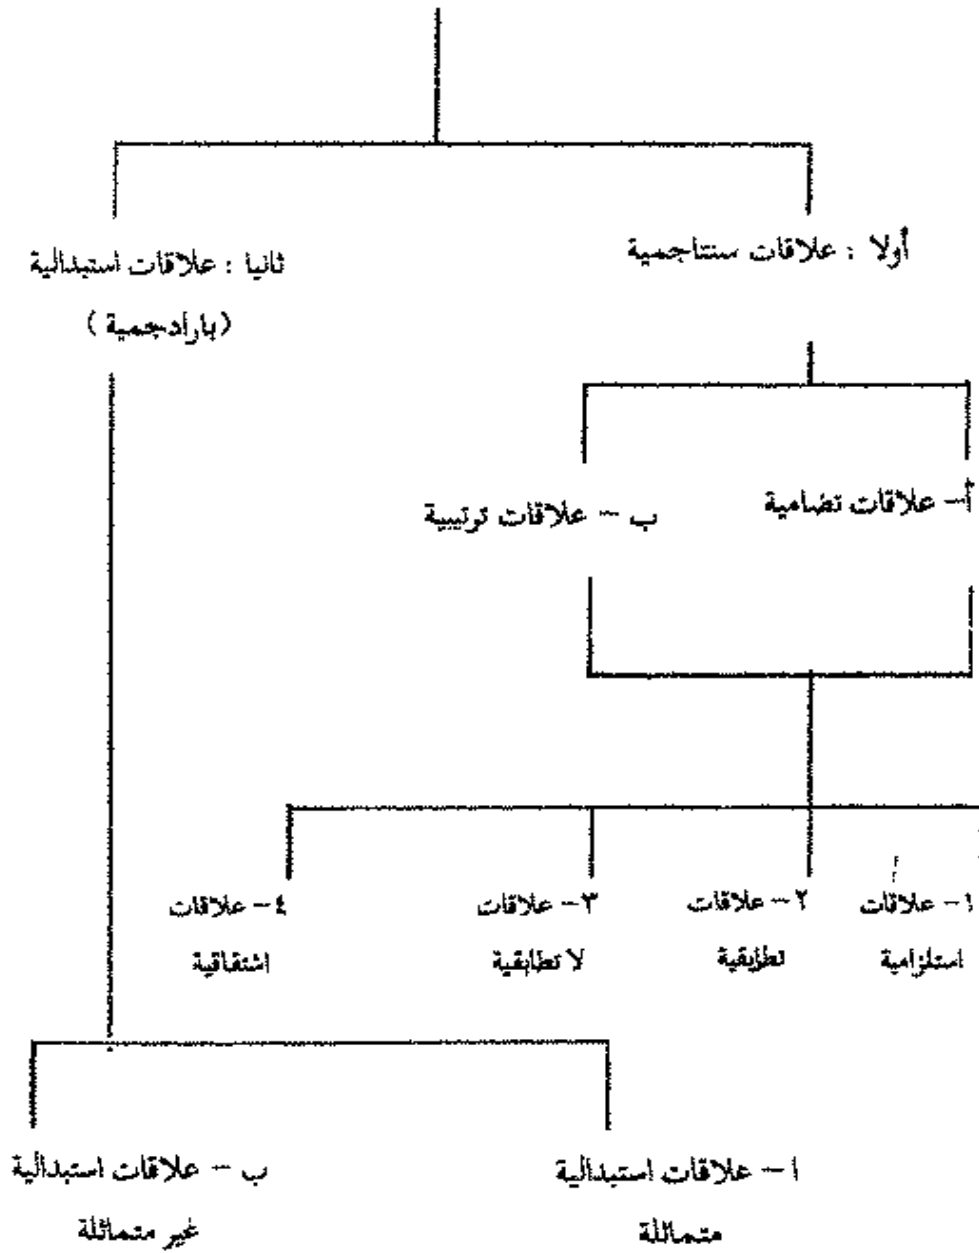 أولا : علاقات سنتاجمية
ثانيا : علاقات استبدالية
(بارادجمية)
أ- علاقات تضامية
ب - علاقات ترتيبية
١- علاقات
استلزامية
٢- علاقات
تطابقية
٣- علاقات
لا تطابقية
٤- علاقات
اشتقاقية
ا - علاقات استبدالية
متماثلة
ب - علاقات استبدالية
غير متماثلة